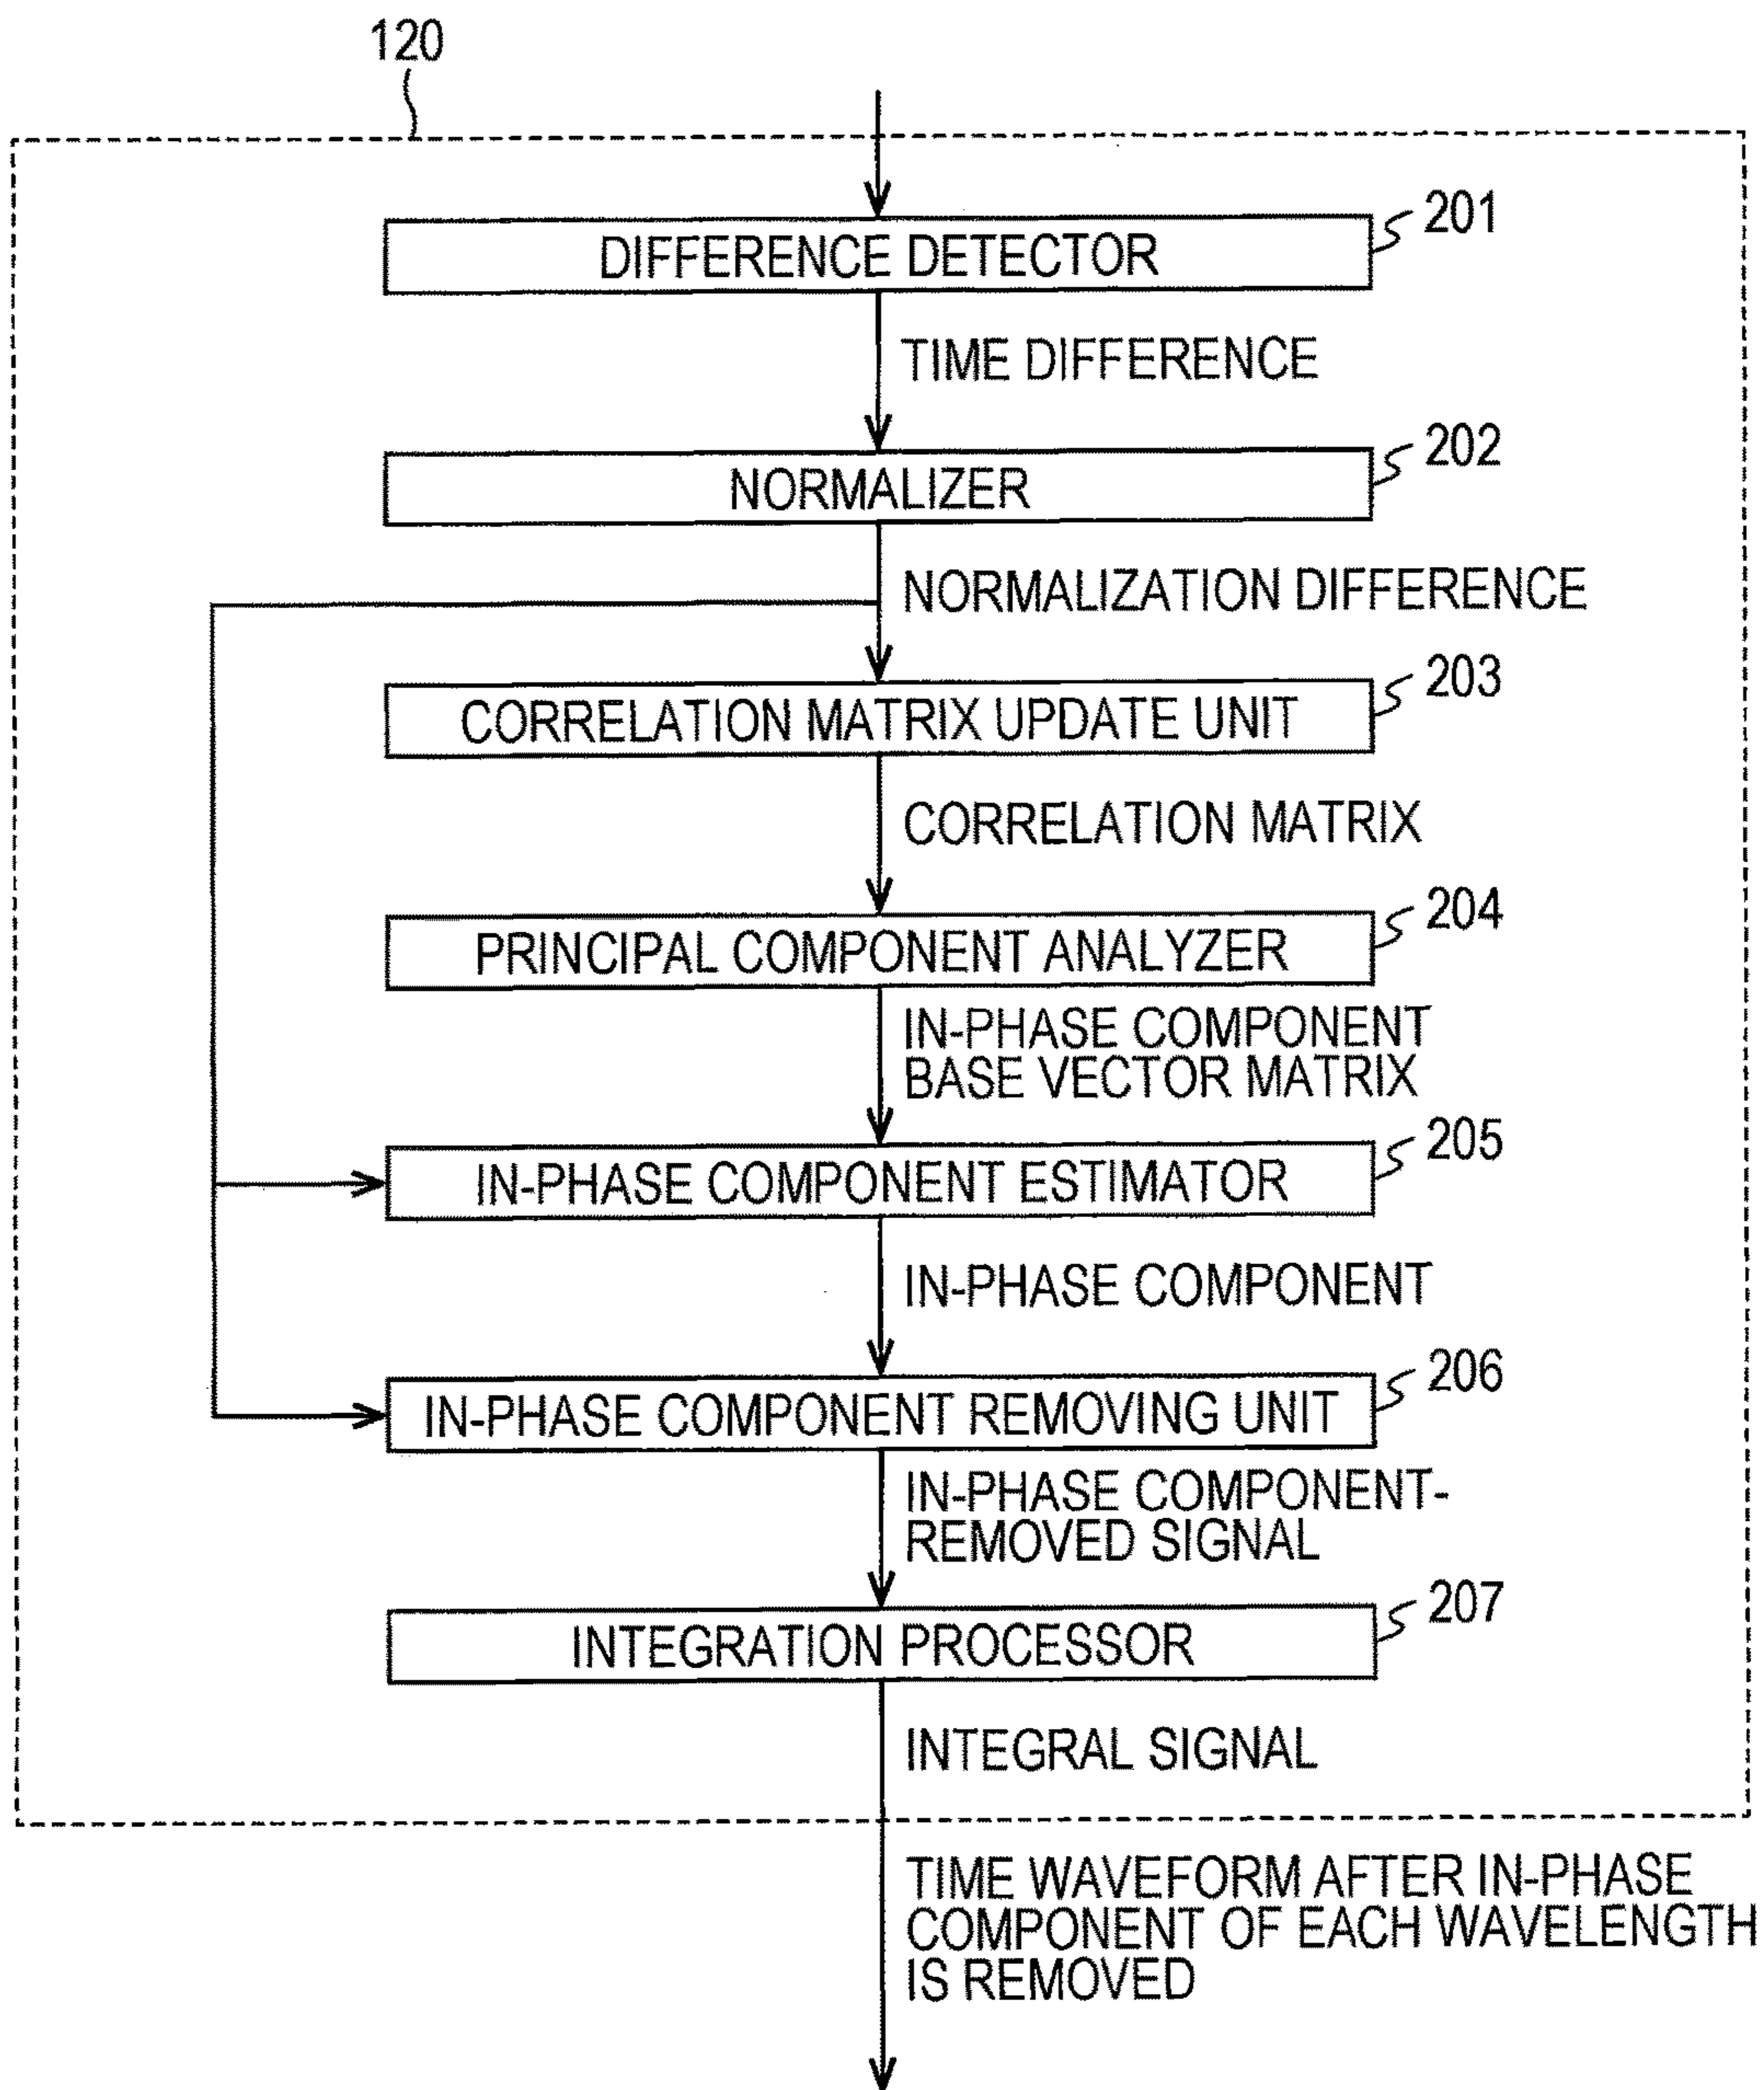 120
DIFFERENCE DETECTOR
201
TIME DIFFERENCE
NORMALIZER
202
NORMALIZATION DIFFERENCE
CORRELATION MATRIX UPDATE UNIT
203
CORRELATION MATRIX
PRINCIPAL COMPONENT ANALYZER
204
IN-PHASE COMPONENT
BASE VECTOR MATRIX
IN-PHASE COMPONENT ESTIMATOR
205
IN-PHASE COMPONENT
IN-PHASE COMPONENT REMOVING UNIT
206
IN-PHASE COMPONENT-
REMOVED SIGNAL
INTEGRATION PROCESSOR
207
INTEGRAL SIGNAL
TIME WAVEFORM AFTER IN-PHASE
COMPONENT OF EACH WAVELENGTH
IS REMOVED